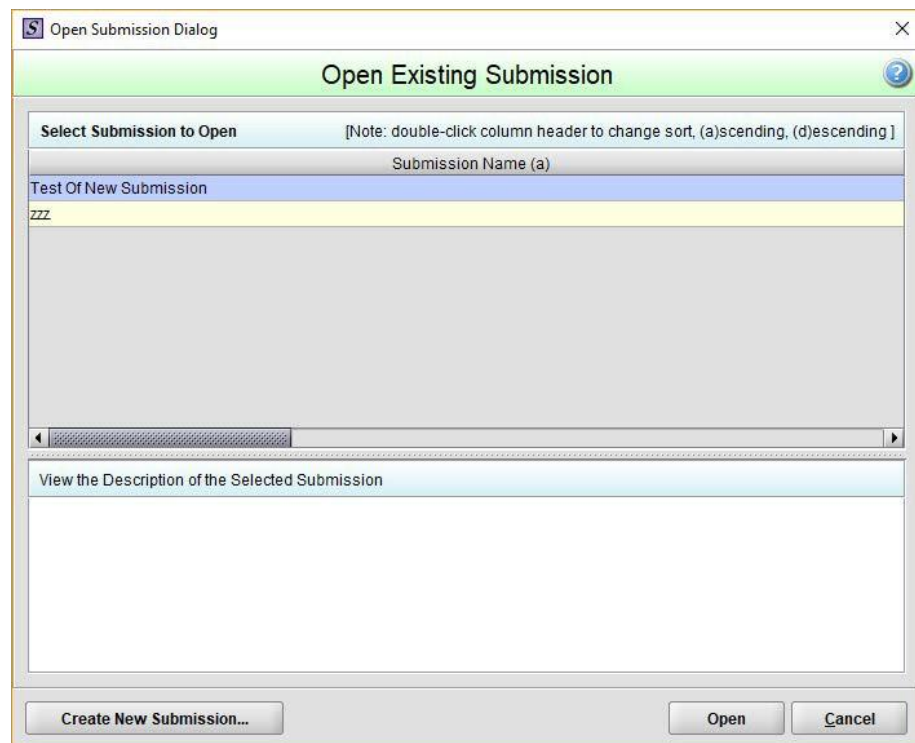 S Open Submission Dialog
Open Existing Submission ?
Select Submission to Open [Note: double-click column header to change sort, (a)scending, (d)escending ]
Submission Name (a)
Test Of New Submission
zzz
View the Description of the Selected Submission
Create New Submission... Open Cancel